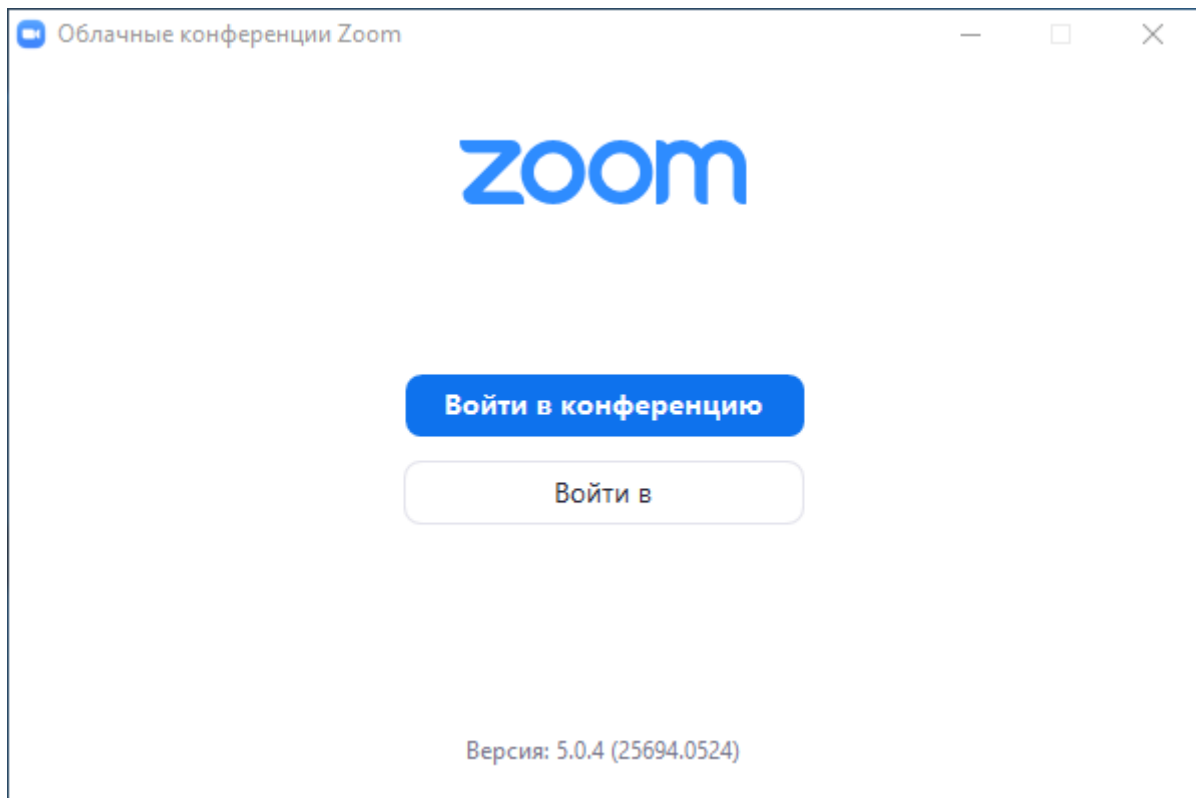 Облачные конференции Zoom
zoom
Войти в конференцию
Войти в
Версия: 5.0.4 (25694.0524)